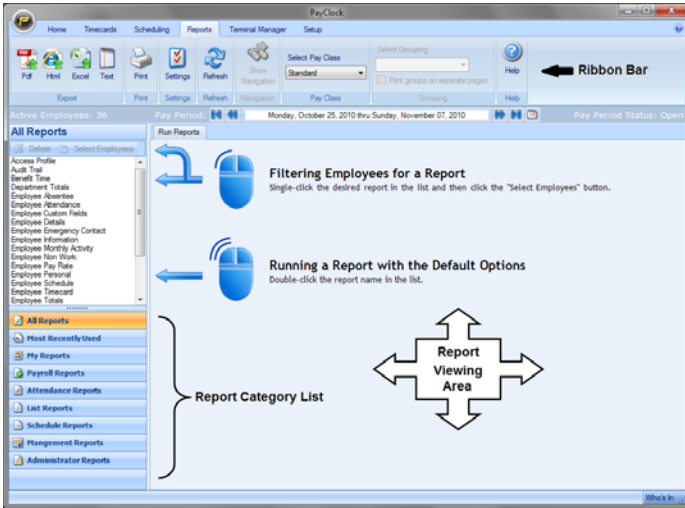 PayClock
Home Timecards Scheduling Reports Terminal Manager Setup
Pdf Html Excel Text Print Settings Refresh Show Navigation Select Pay Class Standard Select Grouping Print groups on separate pages Help
Ribbon Bar
Export Print Settings Refresh Navigation Pay Class Grouping Help
Active Employees: 36 Pay Period: Monday, October 25, 2010 thru Sunday, November 07, 2010 Pay Period Status: Open
All Reports
Run Reports
Delete Select Employees
Access Profile
Audit Trail
Benefit Time
Department Totals
Employee Absentee
Employee Attendance
Employee Custom Fields
Employee Details
Employee Emergency Contact
Employee Information
Employee Monthly Activity
Employee Non Work
Employee Pay Rate
Employee Personal
Employee Schedule
Employee Timecard
Employee Totals
Filtering Employees for a Report
Single-click the desired report in the list and then click the "Select Employees" button.
Running a Report with the Default Options
Double-click the report name in the list.
All Reports
Most Recently Used
My Reports
Payroll Reports
Attendance Reports
List Reports
Schedule Reports
Mangement Reports
Administrator Reports
Report Category List
Report
Viewing
Area
Who's In